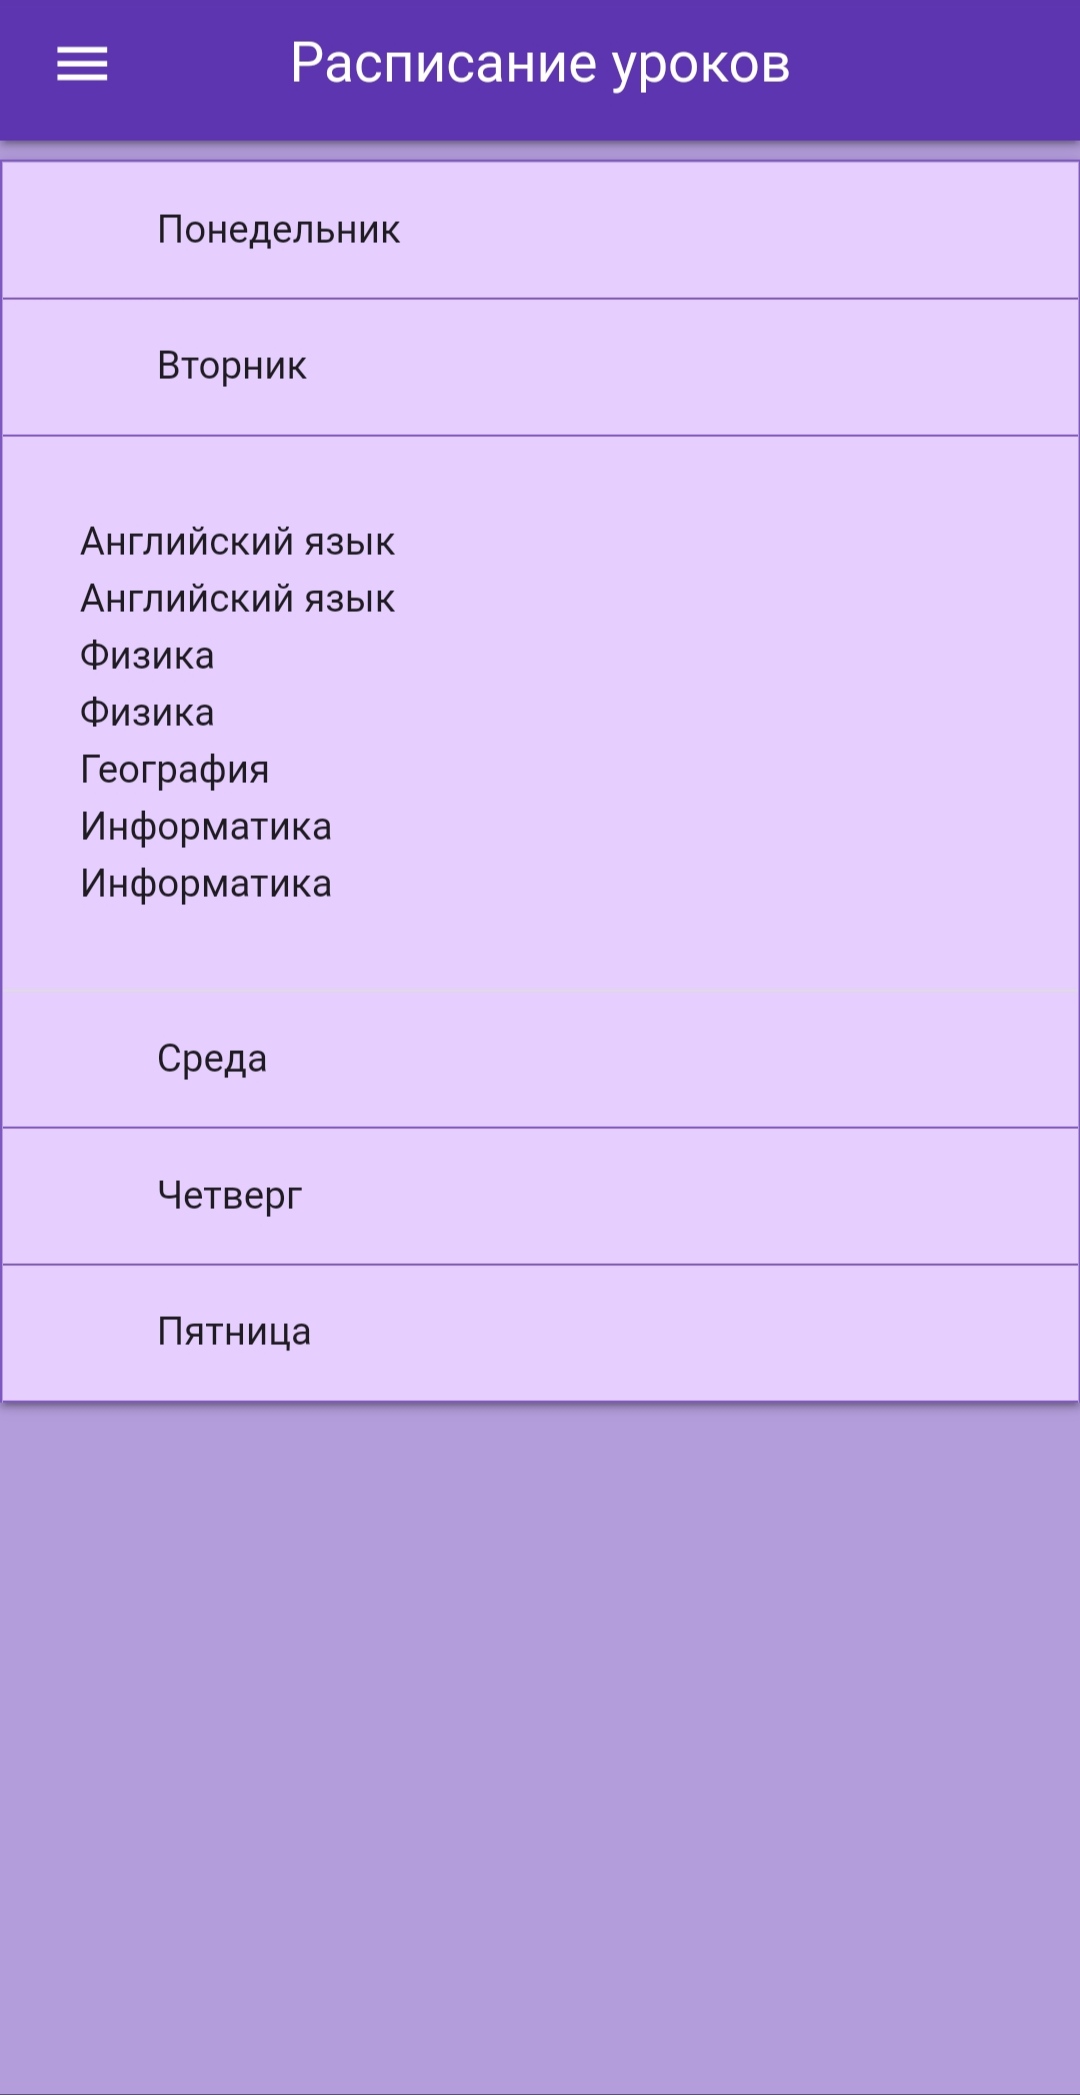 Расписание уроков
Понедельник
Вторник
Английский язык
Английский язык
Физика
Физика
География
Информатика
Информатика
Среда
Четверг
Пятница